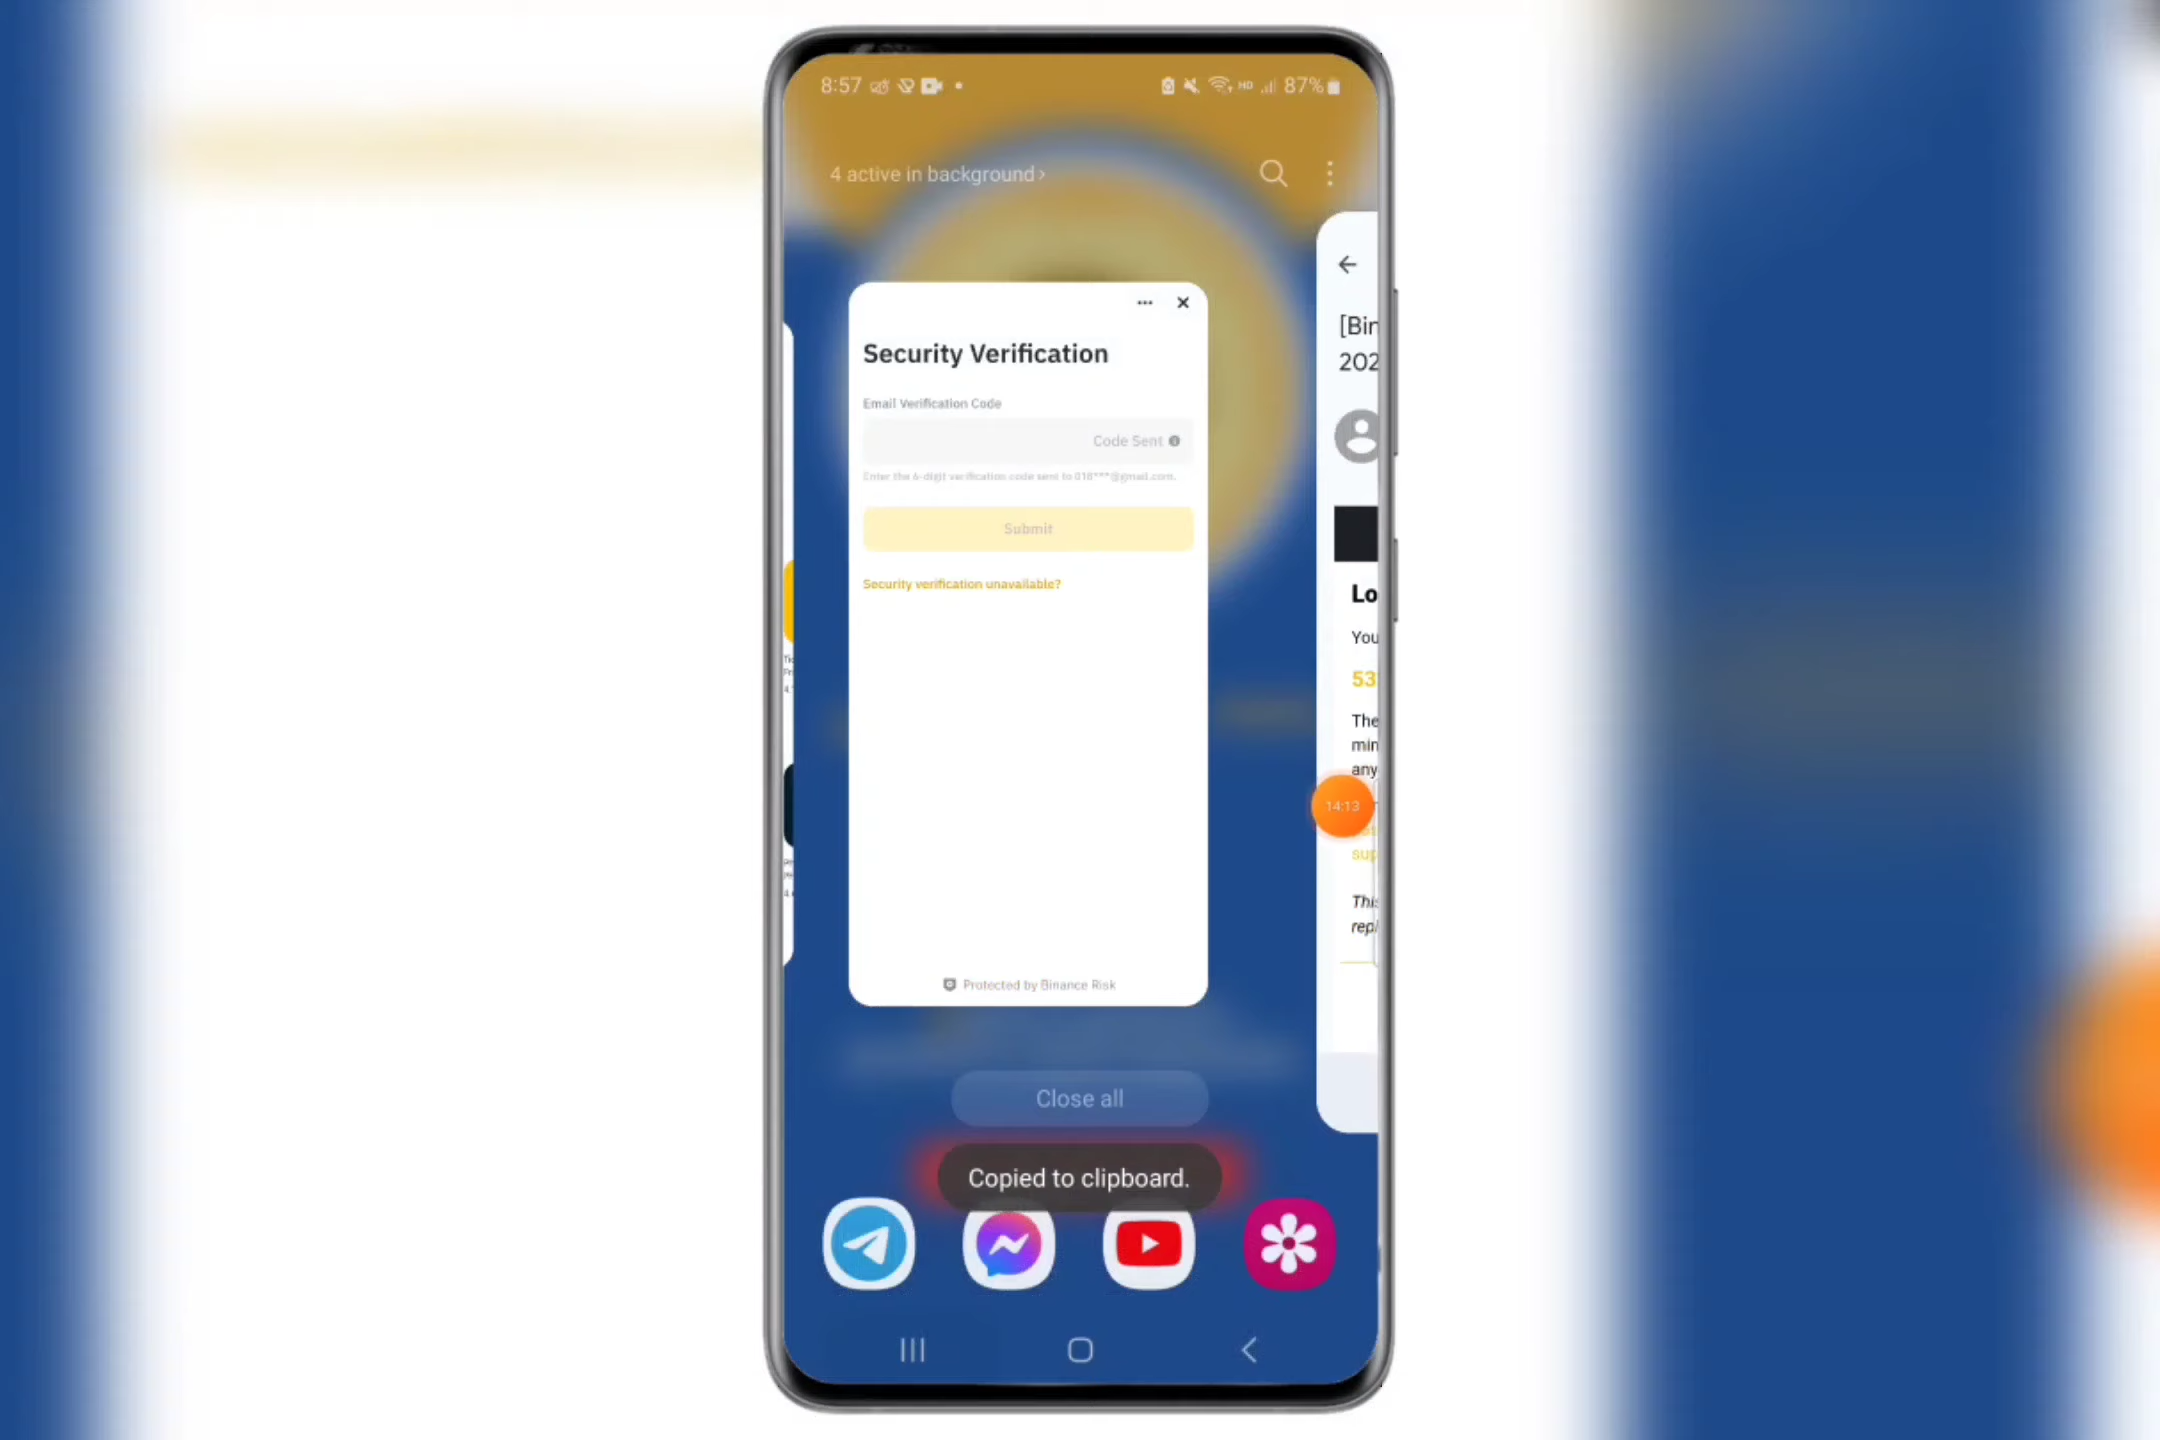 8:57
HD 87%
4 active in background ›
Security Verification
Email Verification Code
Code Sent
Enter the 6-digit verification code sent to 018***@gmail.com.
Submit
Security verification unavailable?
Protected by Binance Risk
[Bin
202
Lo
You
53
The
min
any
14:13
sup
This
repl
Close all
Copied to clipboard.